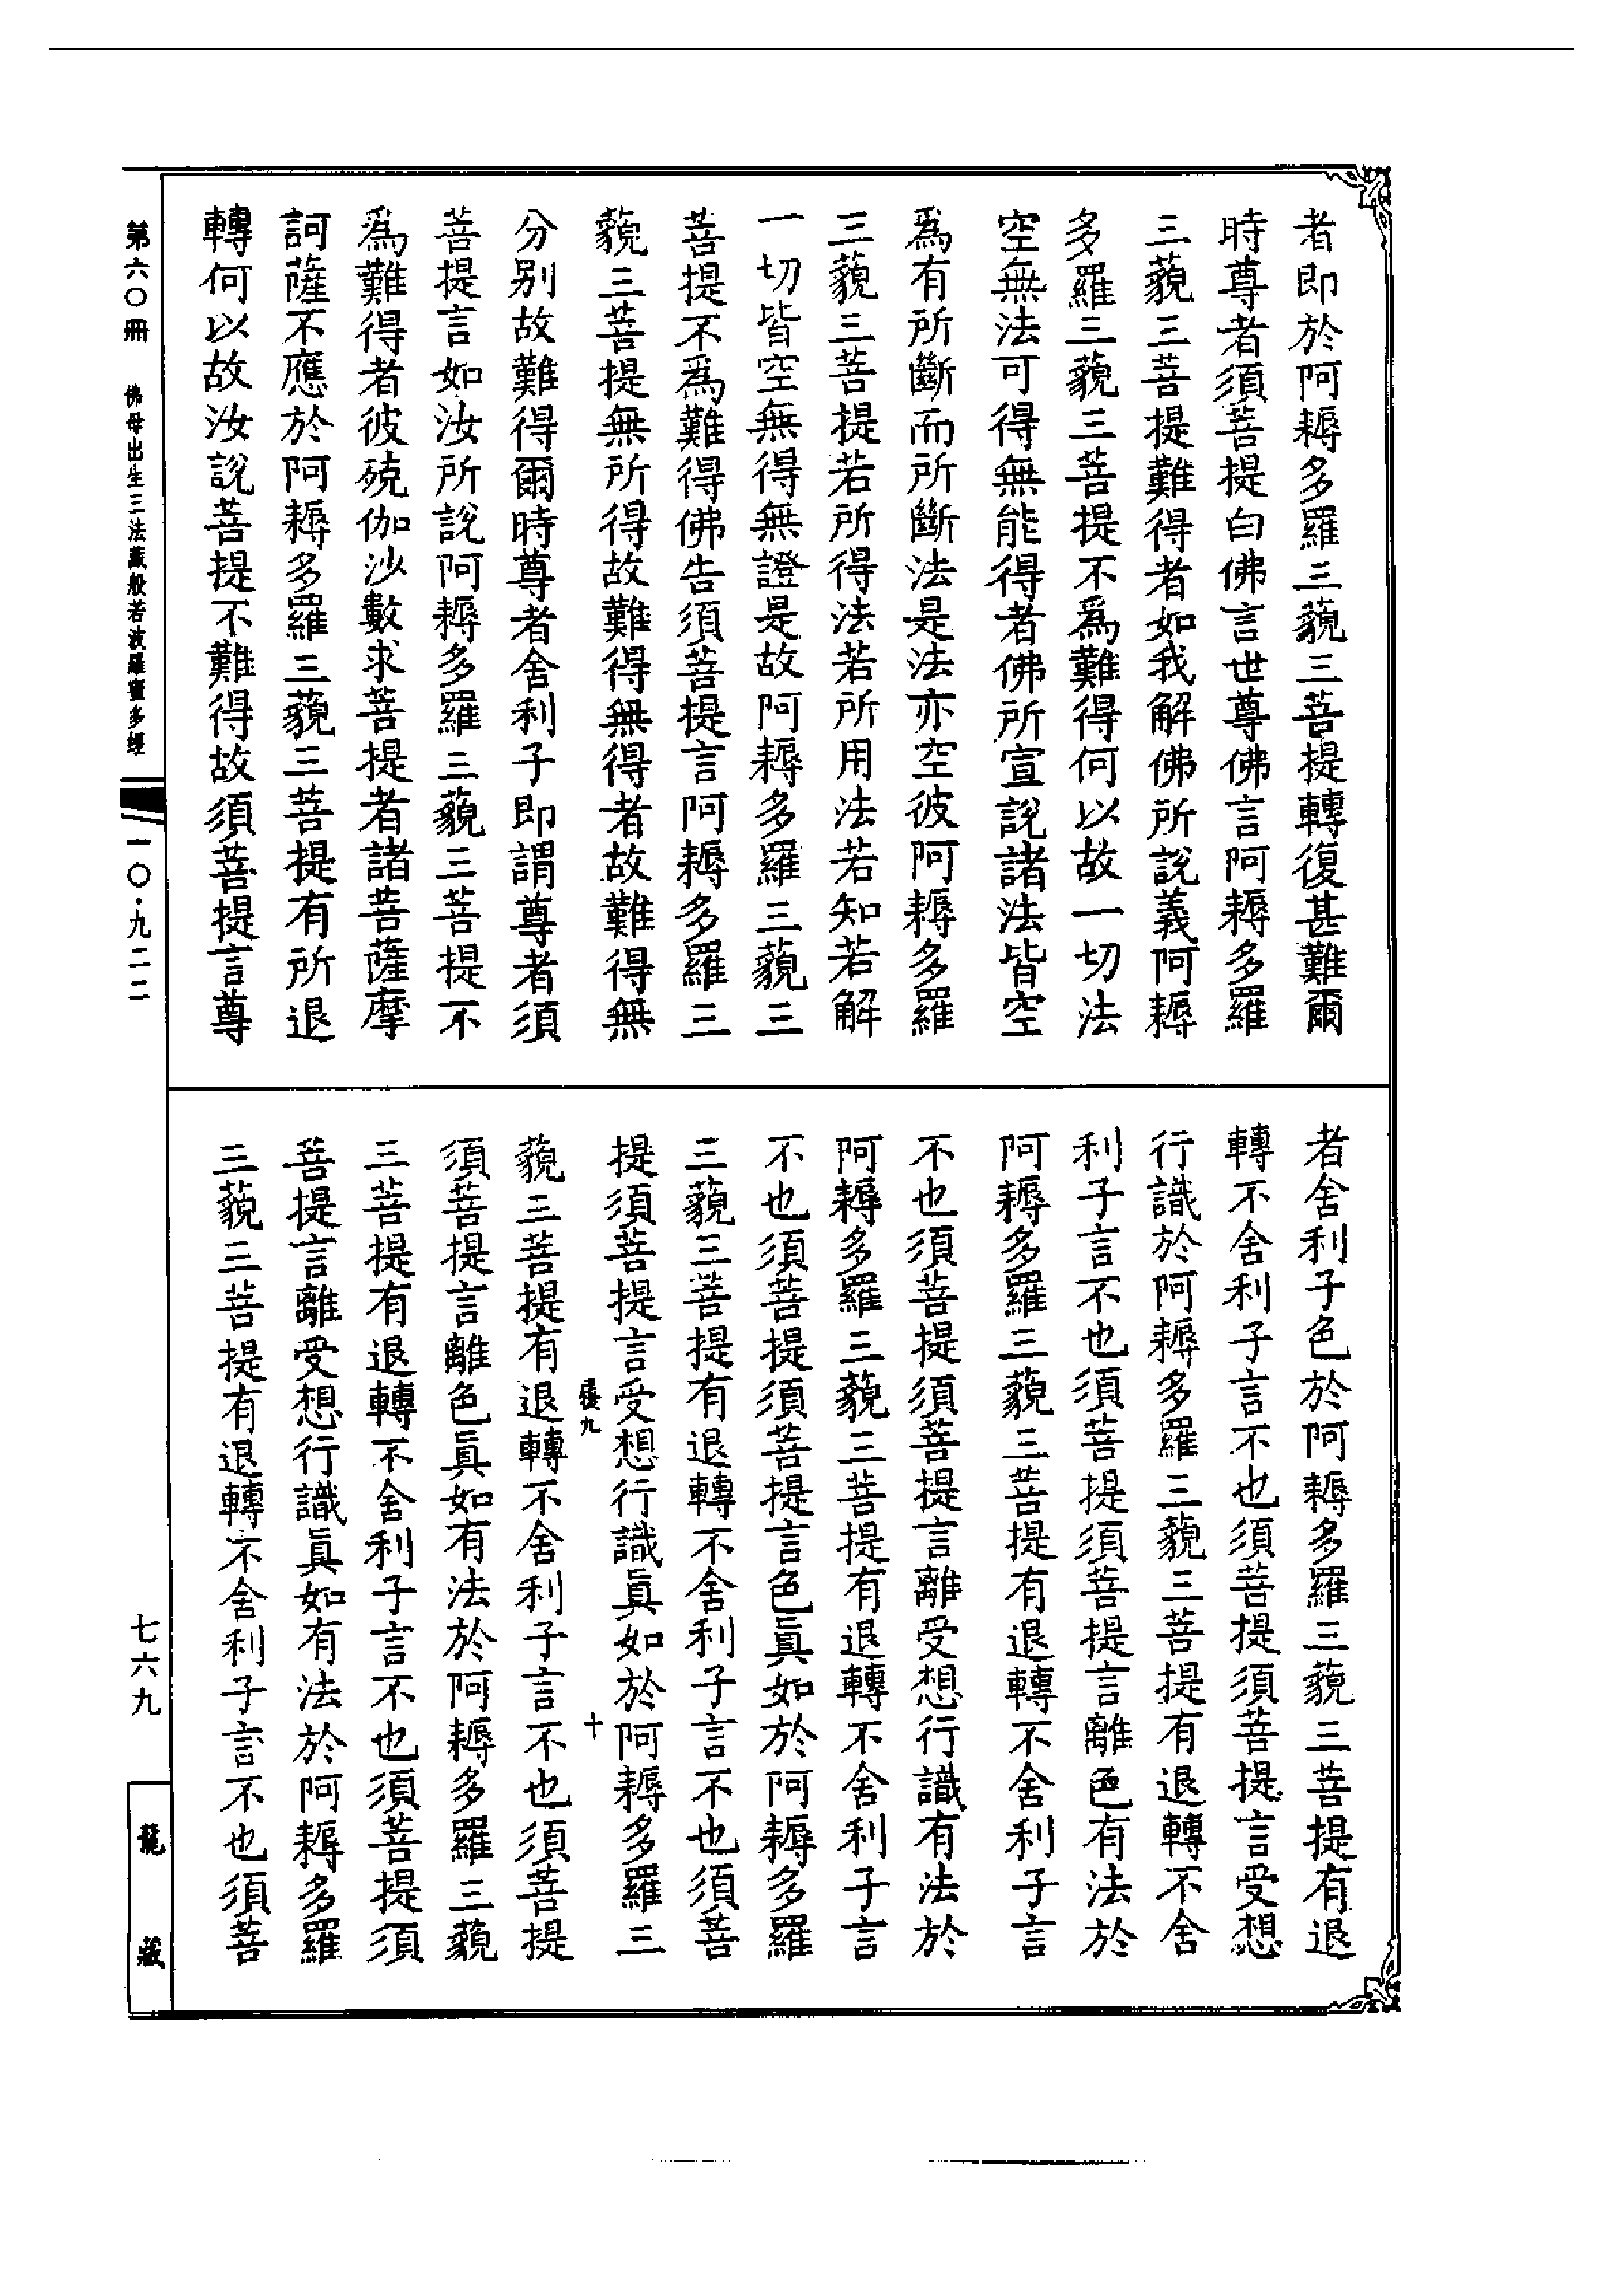 者即於阿耨多羅三藐三菩提轉復甚難爾
時尊者須菩提白佛言世尊佛言阿耨多羅
三藐三菩提難得者如我解佛所說義阿耨
多羅三藐三菩提不爲難得何以故一切法
空無法可得無能得者佛所宣說諸法皆空
爲有所斷而所斷法是法亦空彼阿耨多羅
三藐三菩提若所得法若所用法若知若解
一切皆空無得無證是故阿耨多羅三藐三
菩提不爲難得佛告須菩提言阿耨多羅三
藐三菩提無所得故難得無得者故難得無
分别故難得爾時尊者舍利子即謂尊者須
菩提言如汝所說阿耨多羅三藐三菩提不
爲難得者彼殑伽沙數求菩提者諸菩薩摩
訶薩不應於阿耨多羅三藐三菩提有所退
轉何以故汝說菩提不難得故須菩提言尊
者舍利子色於阿耨多羅三藐三菩提有退
轉不舍利子言不也須菩提須菩提言受想
行識於阿耨多羅三藐三菩提有退轉不舍
利子言不也須菩提須菩提言離色有法於
阿耨多羅三藐三菩提有退轉不舍利子言
不也須菩提須菩提言離受想行識有法於
阿耨多羅三藐三菩提有退轉不舍利子言
不也須菩提須菩提言色眞如於阿耨多羅
三藐三菩提有退轉不舍利子言不也須菩
提須菩提言受想行識眞如於阿耨多羅三
九 十
藐三菩提有退轉不舍利子言不也須菩提
須菩提言離色眞如有法於阿耨多羅三藐
三菩提有退轉不舍利子言不也須菩提須
菩提言離受想行識眞如有法於阿耨多羅
三藐三菩提有退轉不舍利子言不也須菩
第六〇冊 佛母出生三法藏般若波羅蜜多經 一〇·九二二
七六九
龍藏